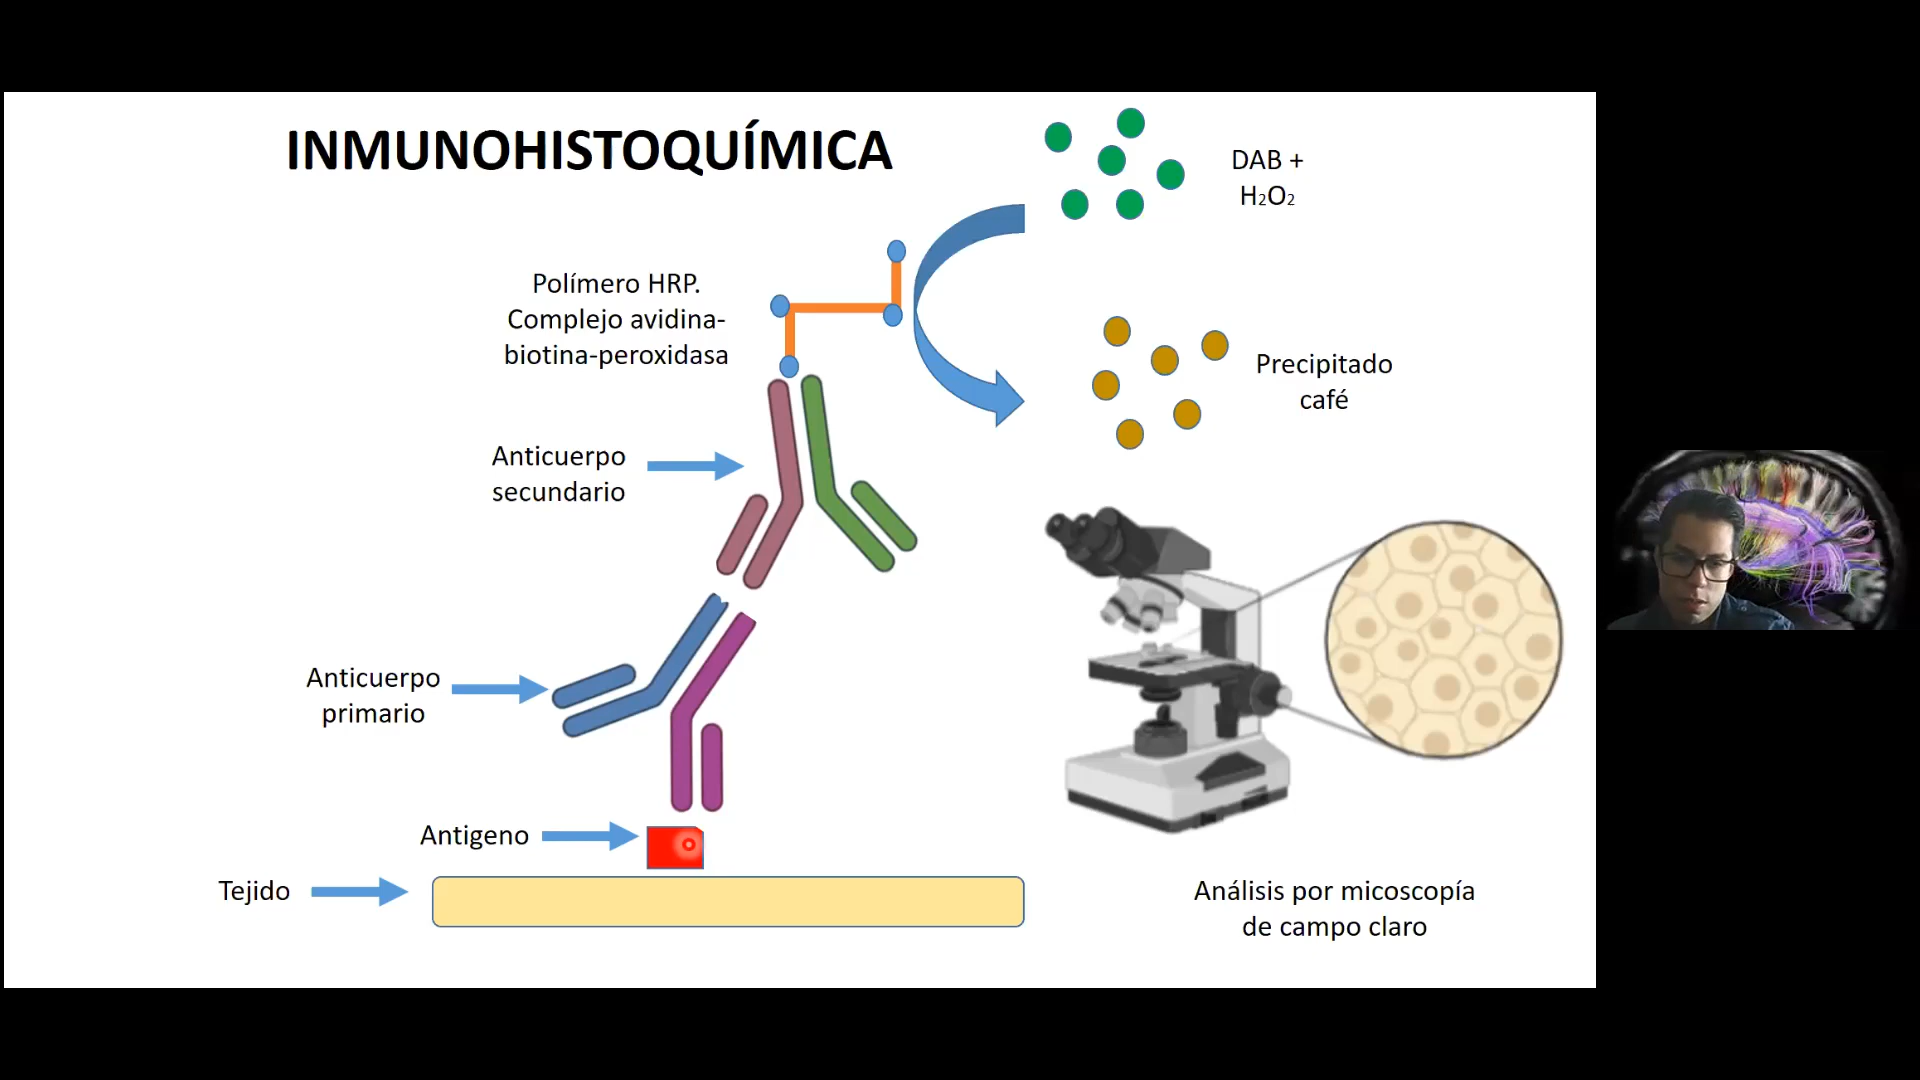 INMUNOHISTOQUÍMICA
DAB +
H₂O₂
Polímero HRP.
Complejo avidina-
biotina-peroxidasa
Precipitado
café
Anticuerpo
secundario
Anticuerpo
primario
Antigeno
Tejido
Análisis por micoscopía
de campo claro